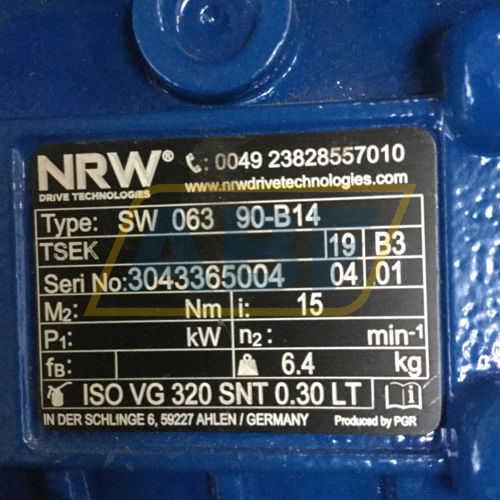 NRW® : 0049 23828557010
DRIVE TECHNOLOGIES www.nrwdrivetechnologies.com
Type: SW 063 90-B14
TSEK 19 B3
Seri No:3043365004 04 01
M2: Nm i: 15
P1: kW n2: min-1
fB: 6.4 kg
ISO VG 320 SNT 0.30 LT i
IN DER SCHLINGE 6, 59227 AHLEN / GERMANY Produced by PGR